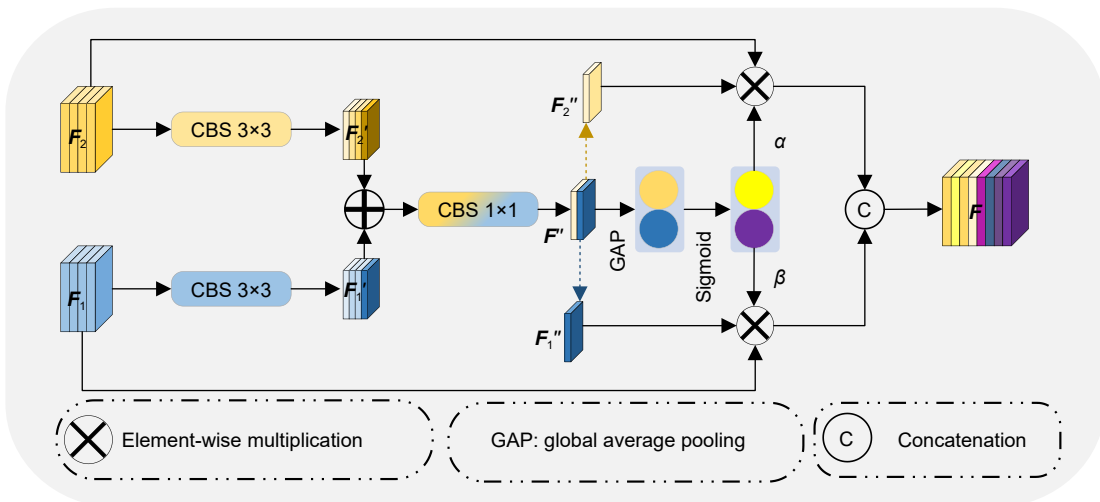 F₂
CBS 3×3
F₂′
F₂″
α
CBS 1×1
F″
GAP
Sigmoid
C
F
F₁
CBS 3×3
F₁′
F₁″
β
Element-wise multiplication
GAP: global average pooling
C
Concatenation